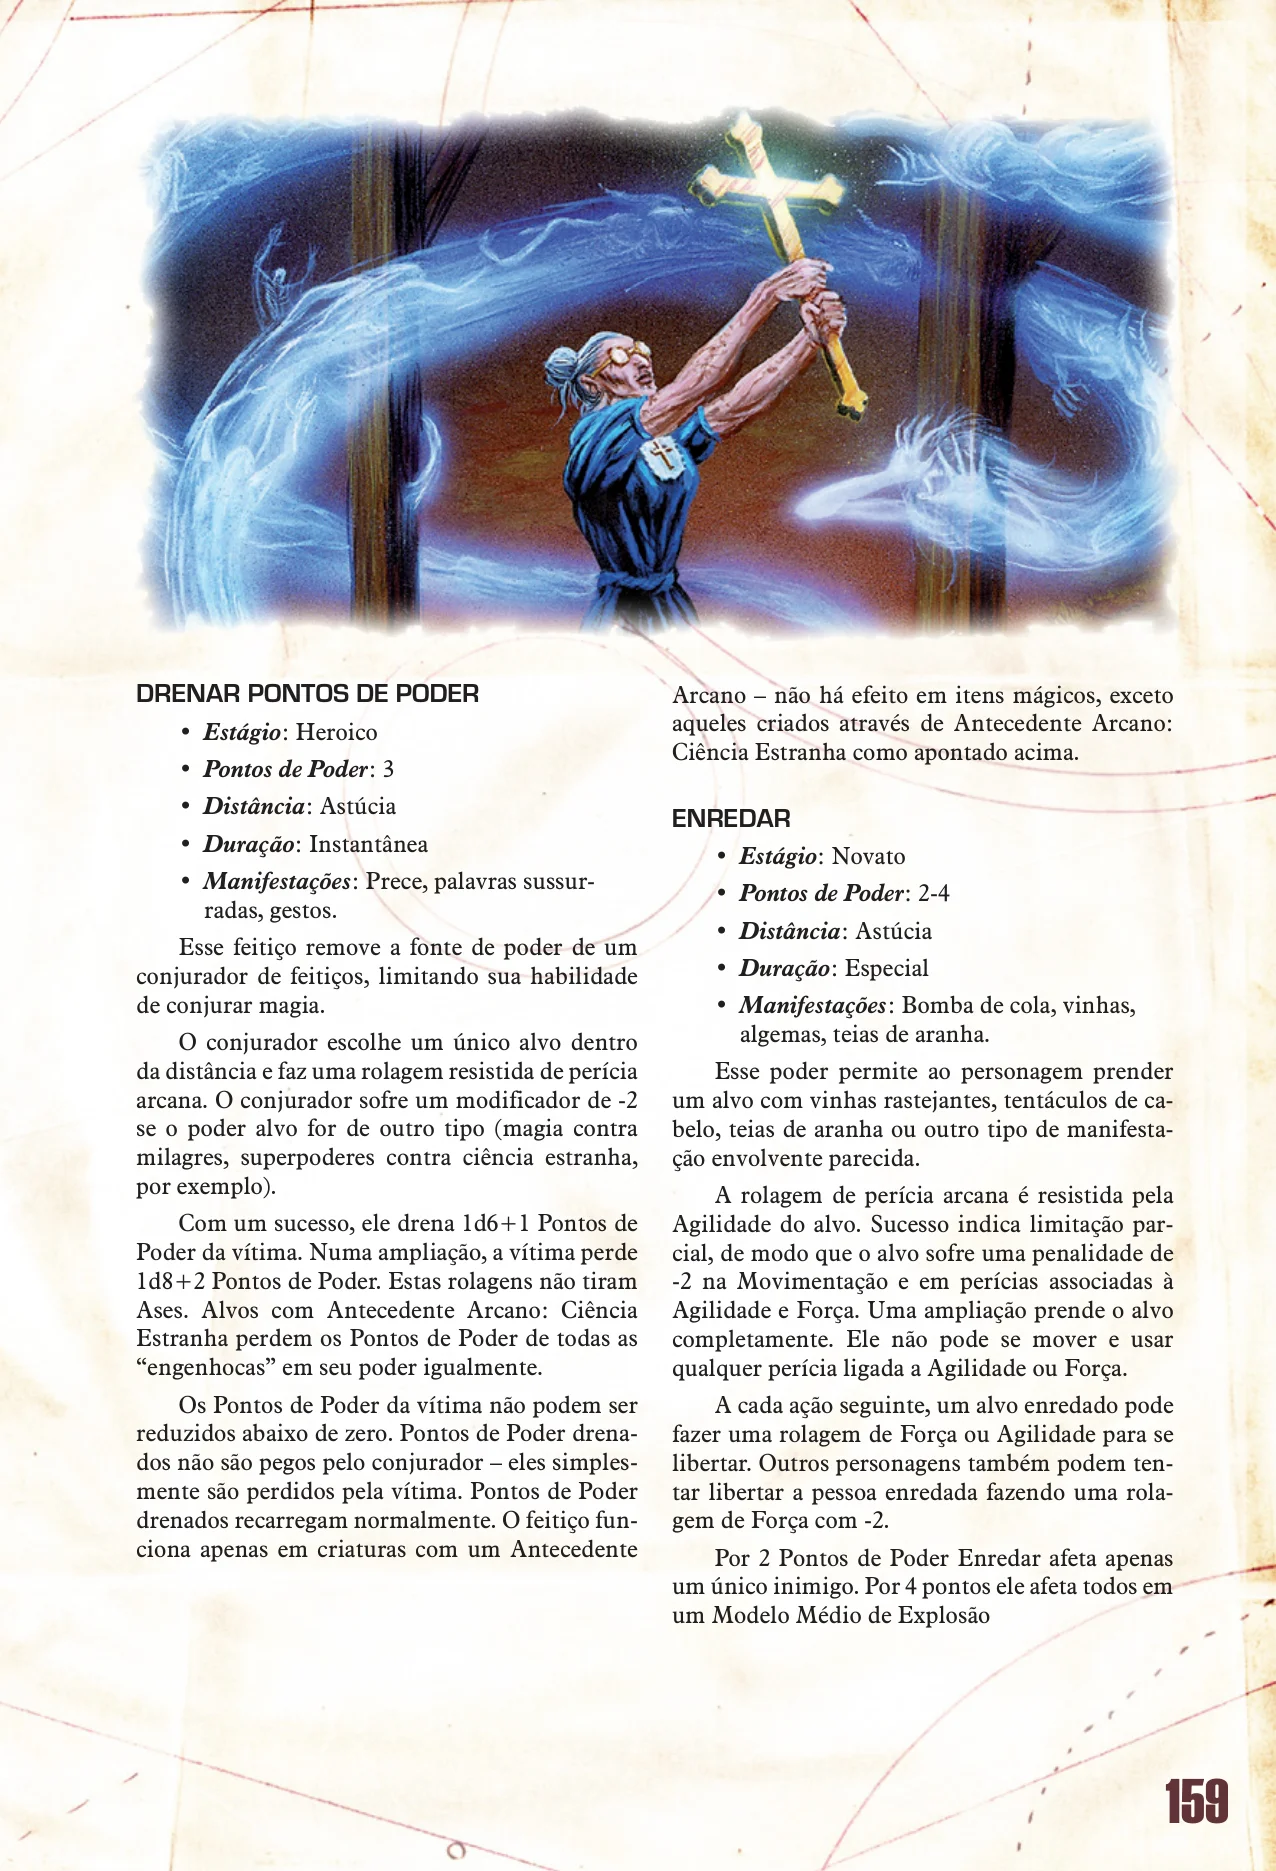 DRENAR PONTOS DE PODER
• Estágio: Heroico
• Pontos de Poder: 3
• Distância: Astúcia
• Duração: Instantânea
• Manifestações: Prece, palavras sussur-
radas, gestos.
Esse feitiço remove a fonte de poder de um
conjurador de feitiços, limitando sua habilidade
de conjurar magia.
O conjurador escolhe um único alvo dentro
da distância e faz uma rolagem resistida de perícia
arcana. O conjurador sofre um modificador de -2
se o poder alvo for de outro tipo (magia contra
milagres, superpoderes contra ciência estranha,
por exemplo).
Com um sucesso, ele drena 1d6+1 Pontos de
Poder da vítima. Numa ampliação, a vítima perde
1d8+2 Pontos de Poder. Estas rolagens não tiram
Ases. Alvos com Antecedente Arcano: Ciência
Estranha perdem os Pontos de Poder de todas as
“engenhocas” em seu poder igualmente.
Os Pontos de Poder da vítima não podem ser
reduzidos abaixo de zero. Pontos de Poder drena-
dos não são pegos pelo conjurador – eles simples-
mente são perdidos pela vítima. Pontos de Poder
drenados recarregam normalmente. O feitiço fun-
ciona apenas em criaturas com um Antecedente
Arcano – não há efeito em itens mágicos, exceto
aqueles criados através de Antecedente Arcano:
Ciência Estranha como apontado acima.
ENREDAR
• Estágio: Novato
• Pontos de Poder: 2-4
• Distância: Astúcia
• Duração: Especial
• Manifestações: Bomba de cola, vinhas,
algemas, teias de aranha.
Esse poder permite ao personagem prender
um alvo com vinhas rastejantes, tentáculos de ca-
belo, teias de aranha ou outro tipo de manifesta-
ção envolvente parecida.
A rolagem de perícia arcana é resistida pela
Agilidade do alvo. Sucesso indica limitação par-
cial, de modo que o alvo sofre uma penalidade de
-2 na Movimentação e em perícias associadas à
Agilidade e Força. Uma ampliação prende o alvo
completamente. Ele não pode se mover e usar
qualquer perícia ligada a Agilidade ou Força.
A cada ação seguinte, um alvo enredado pode
fazer uma rolagem de Força ou Agilidade para se
libertar. Outros personagens também podem ten-
tar libertar a pessoa enredada fazendo uma rola-
gem de Força com -2.
Por 2 Pontos de Poder Enredar afeta apenas
um único inimigo. Por 4 pontos ele afeta todos em
um Modelo Médio de Explosão
159